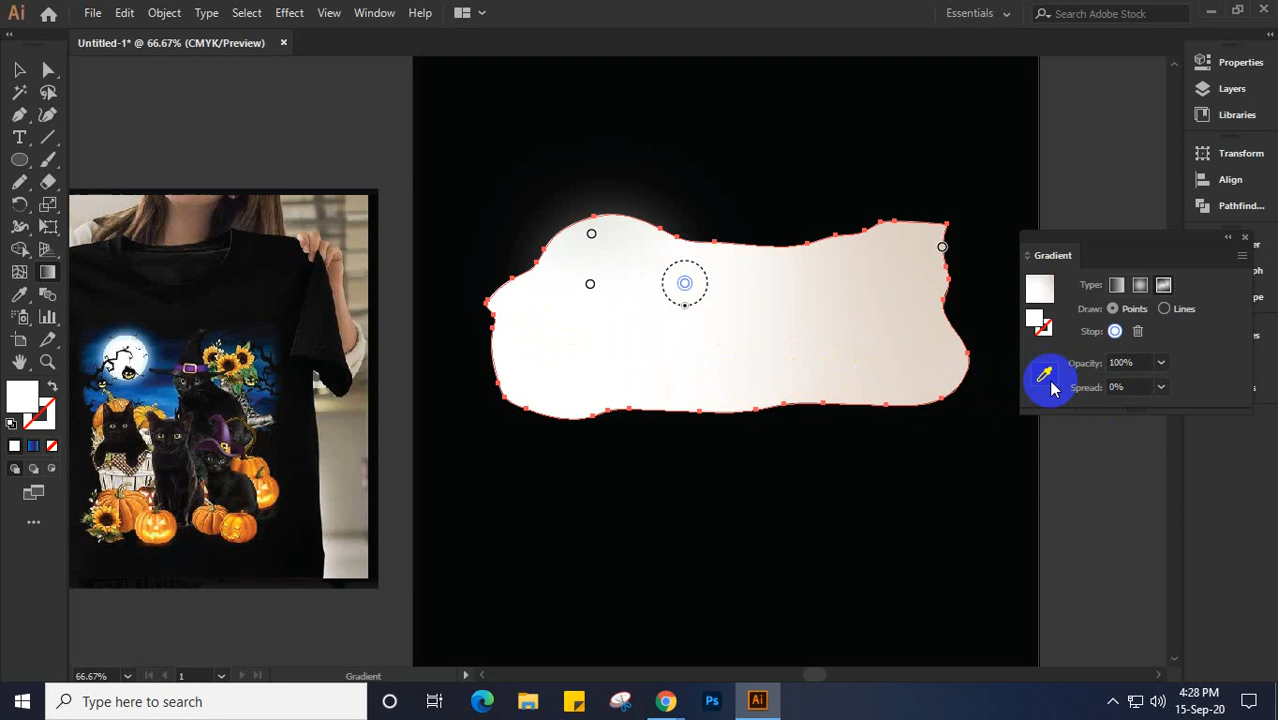 Ai File Edit Object Type Select Effect View Window Help Essentials Search Adobe Stock
Untitled-1* @ 66.67% (CMYK/Preview)
Properties
Layers
Libraries
Transform
Align
Pathfind...
Gradient
Type:
Draw: Points Lines
Stop:
Opacity: 100%
Spread: 0%
66.67% 1 Gradient
Type here to search
Ps Ai
4:28 PM
15-Sep-20